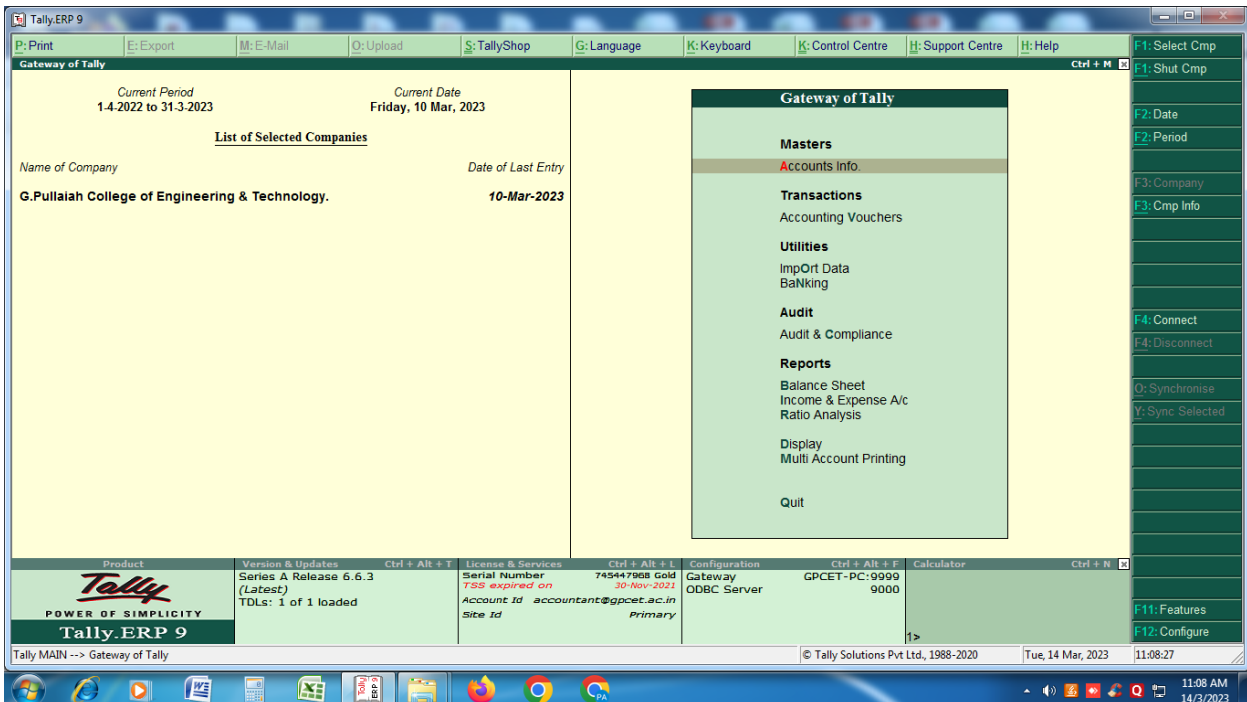 Tally.ERP 9
P: Print E: Export M: E-Mail O: Upload S: TallyShop G: Language K: Keyboard K: Control Centre H: Support Centre H: Help
Gateway of Tally Ctrl + M
Current Period Current Date
1-4-2022 to 31-3-2023 Friday, 10 Mar, 2023
List of Selected Companies
Name of Company Date of Last Entry
G.Pullaiah College of Engineering & Technology. 10-Mar-2023
Gateway of Tally
Masters
Accounts Info.
Transactions
Accounting Vouchers
Utilities
ImpOrt Data
BaNking
Audit
Audit & Compliance
Reports
Balance Sheet
Income & Expense A/c
Ratio Analysis
Display
Multi Account Printing
Quit
F1: Select Cmp
F1: Shut Cmp
F2: Date
F2: Period
F3: Company
F3: Cmp Info
F4: Connect
F4: Disconnect
O: Synchronise
Y: Sync Selected
F11: Features
F12: Configure
Product
Tally
POWER OF SIMPLICITY
Tally.ERP 9
Version & Updates Ctrl + Alt + T
Series A Release 6.6.3
(Latest)
TDLs: 1 of 1 loaded
License & Services Ctrl + Alt + L
Serial Number 745447968 Gold
TSS expired on 30-Nov-2021
Account Id accountant@gpcet.ac.in
Site Id Primary
Configuration Ctrl + Alt + F
Gateway GPCET-PC:9999
ODBC Server 9000
Calculator Ctrl + N
1>
Tally MAIN --> Gateway of Tally © Tally Solutions Pvt Ltd., 1988-2020 Tue, 14 Mar, 2023 11:08:27
11:08 AM
14/3/2023